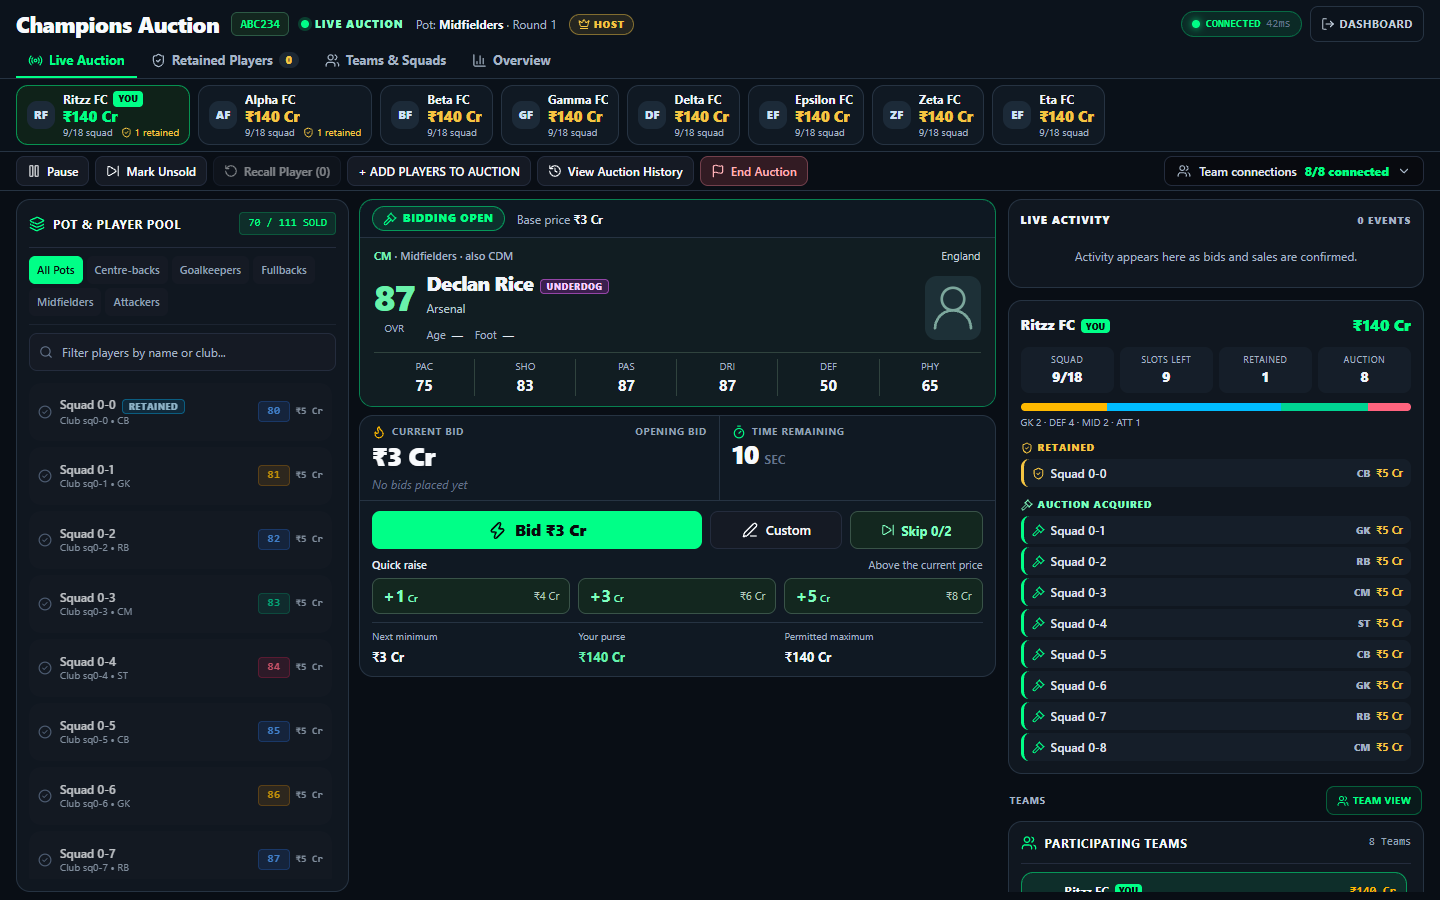 Champions Auction ABC234 LIVE AUCTION Pot: Midfielders · Round 1 HOST CONNECTED 42ms DASHBOARD
Live Auction Retained Players 0 Teams & Squads Overview
RF Ritzz FC YOU ₹140 Cr 9/18 squad 1 retained
AF Alpha FC ₹140 Cr 9/18 squad 1 retained
BF Beta FC ₹140 Cr 9/18 squad
GF Gamma FC ₹140 Cr 9/18 squad
DF Delta FC ₹140 Cr 9/18 squad
EF Epsilon FC ₹140 Cr 9/18 squad
ZF Zeta FC ₹140 Cr 9/18 squad
EF Eta FC ₹140 Cr 9/18 squad
Pause Mark Unsold Recall Player (0) + ADD PLAYERS TO AUCTION View Auction History End Auction Team connections 8/8 connected
POT & PLAYER POOL 70 / 111 SOLD
All Pots Centre-backs Goalkeepers Fullbacks
Midfielders Attackers
Filter players by name or club...
Squad 0-0 RETAINED 80 ₹5 Cr
Club sq0-0 • CB
Squad 0-1 81 ₹5 Cr
Club sq0-1 • GK
Squad 0-2 82 ₹5 Cr
Club sq0-2 • RB
Squad 0-3 83 ₹5 Cr
Club sq0-3 • CM
Squad 0-4 84 ₹5 Cr
Club sq0-4 • ST
Squad 0-5 85 ₹5 Cr
Club sq0-5 • CB
Squad 0-6 86 ₹5 Cr
Club sq0-6 • GK
Squad 0-7 87 ₹5 Cr
Club sq0-7 • RB
BIDDING OPEN Base price ₹3 Cr
CM · Midfielders · also CDM England
87 OVR
Declan Rice UNDERDOG
Arsenal
Age — Foot —
PAC SHO PAS DRI DEF PHY
75 83 87 87 50 65
CURRENT BID OPENING BID
₹3 Cr
No bids placed yet
TIME REMAINING
10 SEC
Bid ₹3 Cr Custom Skip 0/2
Quick raise Above the current price
+1 Cr ₹4 Cr +3 Cr ₹6 Cr +5 Cr ₹8 Cr
Next minimum Your purse Permitted maximum
₹3 Cr ₹140 Cr ₹140 Cr
LIVE ACTIVITY 0 EVENTS
Activity appears here as bids and sales are confirmed.
Ritzz FC YOU ₹140 Cr
SQUAD SLOTS LEFT RETAINED AUCTION
9/18 9 1 8
GK 2 · DEF 4 · MID 2 · ATT 1
RETAINED
Squad 0-0 CB ₹5 Cr
AUCTION ACQUIRED
Squad 0-1 GK ₹5 Cr
Squad 0-2 RB ₹5 Cr
Squad 0-3 CM ₹5 Cr
Squad 0-4 ST ₹5 Cr
Squad 0-5 CB ₹5 Cr
Squad 0-6 GK ₹5 Cr
Squad 0-7 RB ₹5 Cr
Squad 0-8 CM ₹5 Cr
TEAMS TEAM VIEW
PARTICIPATING TEAMS 8 Teams
Ritzz FC YOU ₹140 Cr